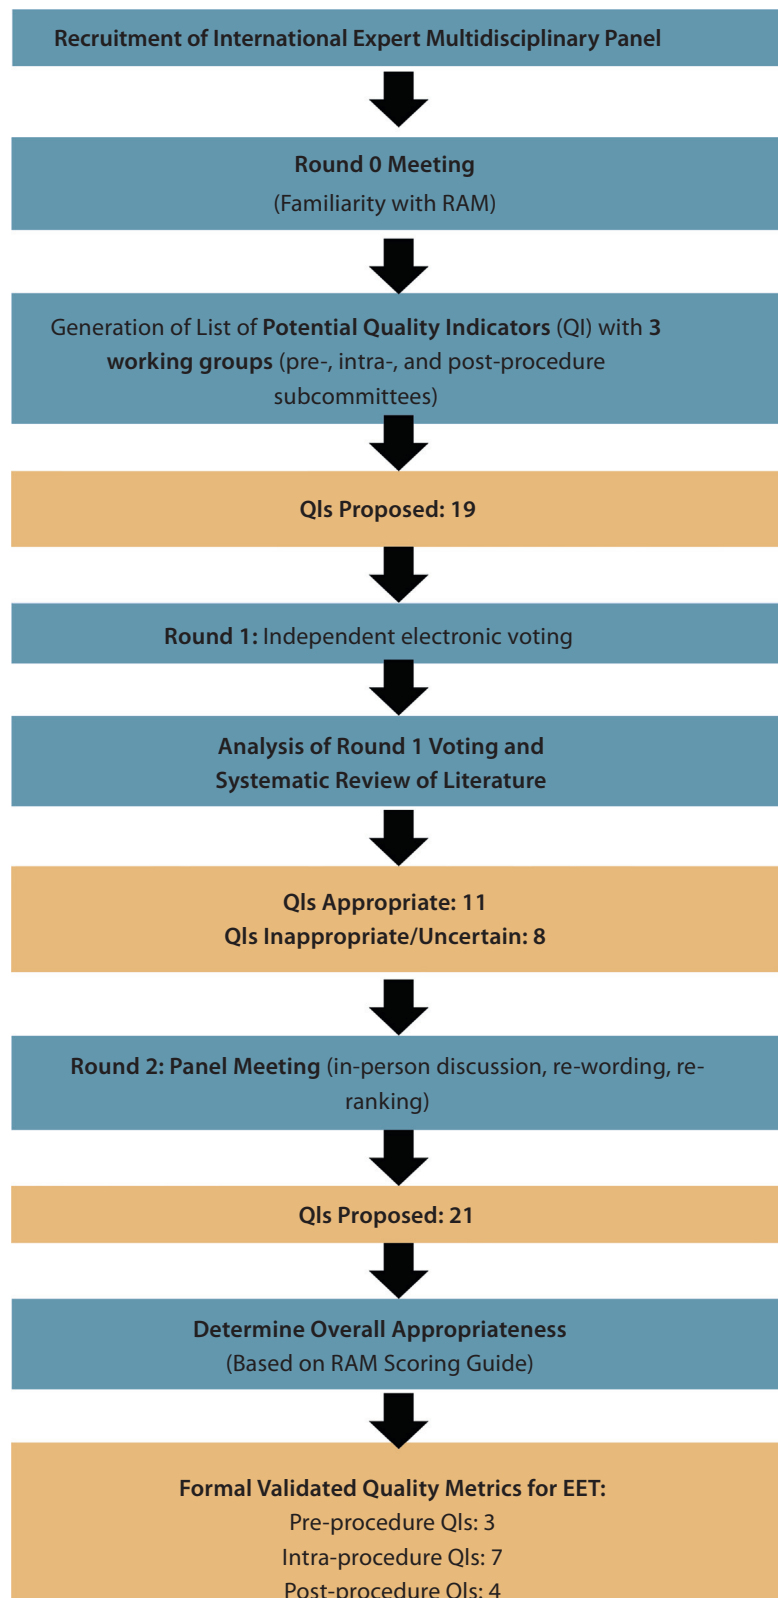 Recruitment of International Expert Multidisciplinary Panel
Round 0 Meeting
(Familiarity with RAM)
Generation of List of Potential Quality Indicators (QI) with 3
working groups (pre-, intra-, and post-procedure
subcommittees)
QIs Proposed: 19
Round 1: Independent electronic voting
Analysis of Round 1 Voting and
Systematic Review of Literature
QIs Appropriate: 11
QIs Inappropriate/Uncertain: 8
Round 2: Panel Meeting (in-person discussion, re-wording, re-
ranking)
QIs Proposed: 21
Determine Overall Appropriateness
(Based on RAM Scoring Guide)
Formal Validated Quality Metrics for EET:
Pre-procedure QIs: 3
Intra-procedure QIs: 7
Post-procedure QIs: 4